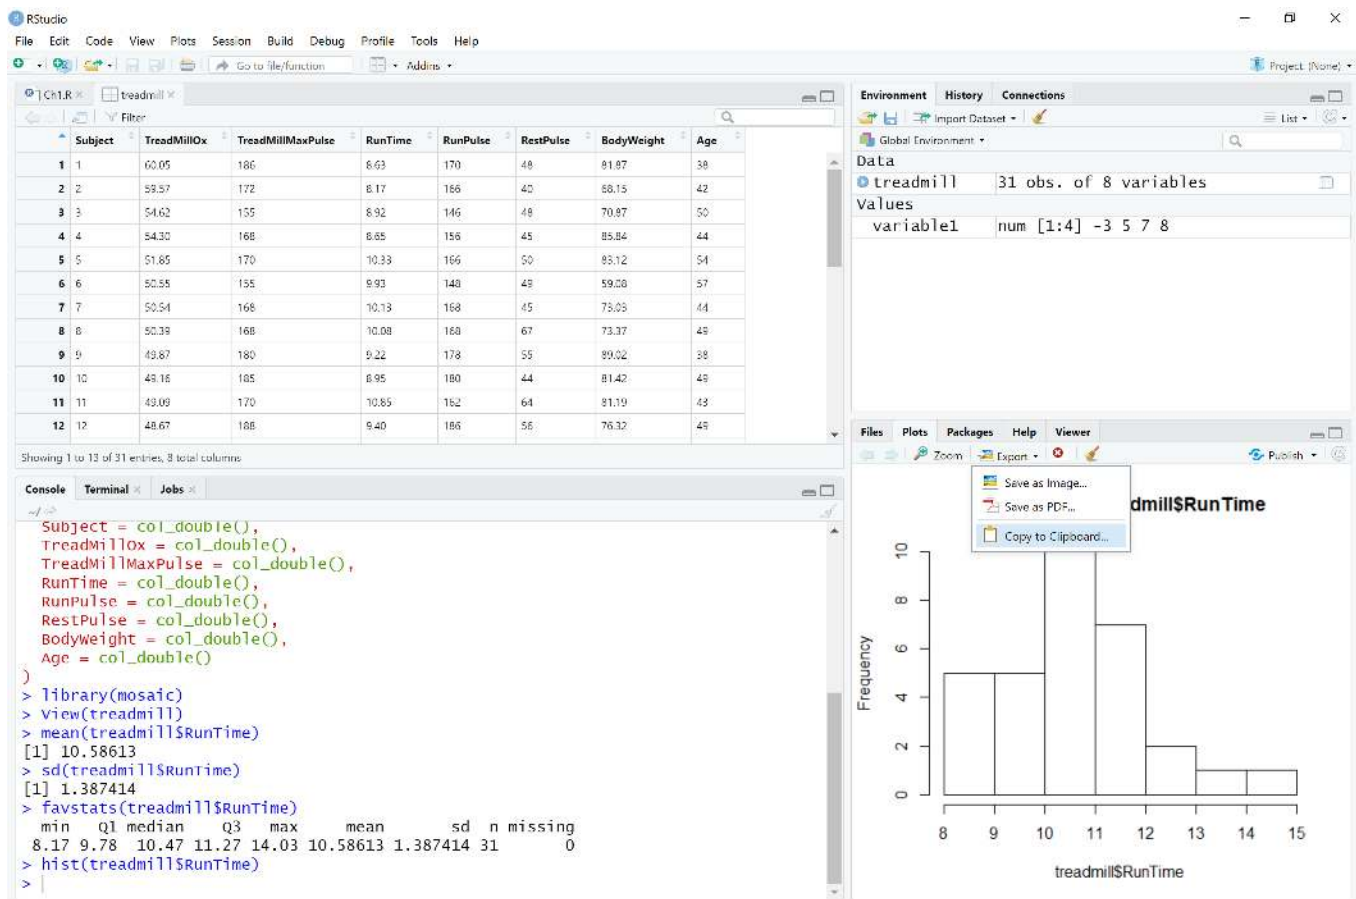 RStudio
File Edit Code View Plots Session Build Debug Profile Tools Help
Go to file/function Addins Project: (None)
Ch1.R treadmill
Filter
Subject TreadMillOx TreadMillMaxPulse RunTime RunPulse RestPulse BodyWeight Age
1 1 60.05 186 8.63 170 48 81.87 38
2 2 59.57 172 8.17 166 40 68.15 42
3 3 54.62 155 8.92 146 48 70.87 50
4 4 54.30 168 8.65 156 45 85.84 44
5 5 51.85 170 10.33 166 50 83.12 54
6 6 50.55 155 9.93 148 49 59.08 57
7 7 50.54 168 10.13 168 45 73.03 44
8 8 50.39 168 10.08 168 67 73.37 49
9 9 49.87 180 9.22 178 55 89.02 38
10 10 49.16 185 8.95 180 44 81.42 49
11 11 49.09 170 10.85 162 64 81.19 43
12 12 48.67 188 9.40 186 56 76.32 49
Showing 1 to 13 of 31 entries, 8 total columns
Console Terminal Jobs
~/
Subject = col_double(),
TreadMillOx = col_double(),
TreadMillMaxPulse = col_double(),
RunTime = col_double(),
RunPulse = col_double(),
RestPulse = col_double(),
BodyWeight = col_double(),
Age = col_double()
)
> library(mosaic)
> View(treadmill)
> mean(treadmill$RunTime)
[1] 10.58613
> sd(treadmill$RunTime)
[1] 1.387414
> favstats(treadmill$RunTime)
min Q1 median Q3 max mean sd n missing
8.17 9.78 10.47 11.27 14.03 10.58613 1.387414 31 0
> hist(treadmill$RunTime)
>
Environment History Connections
Import Dataset List
Global Environment
Data
treadmill 31 obs. of 8 variables
Values
variable1 num [1:4] -3 5 7 8
Files Plots Packages Help Viewer
Zoom Export Publish
Save as Image...
Save as PDF...
Copy to Clipboard...
dmill$RunTime
Frequency
10
8
6
4
2
0
8 9 10 11 12 13 14 15
treadmill$RunTime